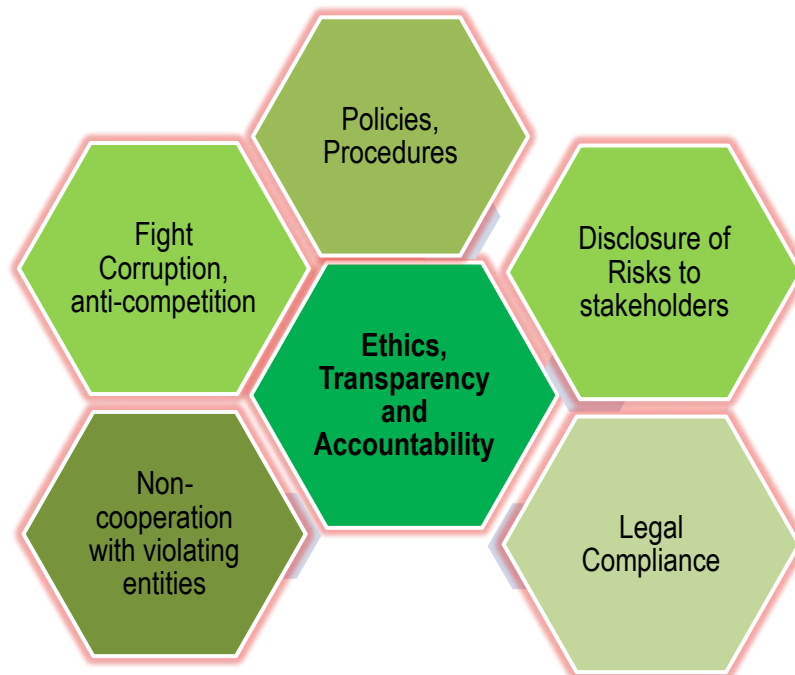 Policies,
Procedures
Fight
Corruption,
anti-competition
Disclosure of
Risks to
stakeholders
Ethics,
Transparency
and
Accountability
Non-
cooperation
with violating
entities
Legal
Compliance